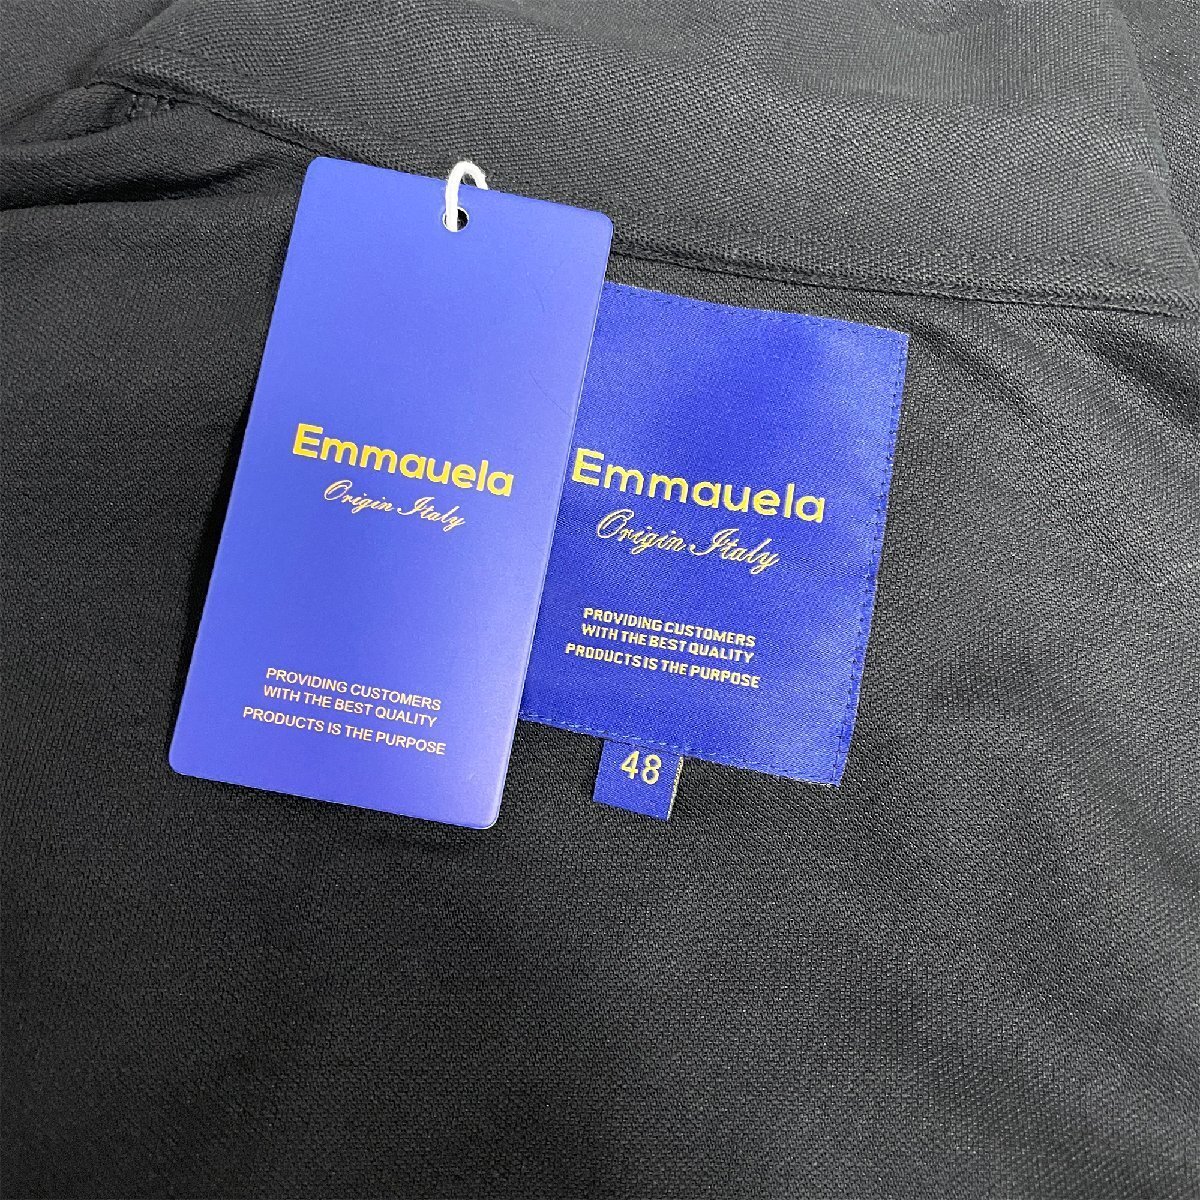 Emmauela
Origin Italy
PROVIDING CUSTOMERS
WITH THE BEST QUALITY
PRODUCTS IS THE PURPOSE
Emmauela
Origin Italy
PROVIDING CUSTOMERS
WITH THE BEST QUALITY
PRODUCTS IS THE PURPOSE
48